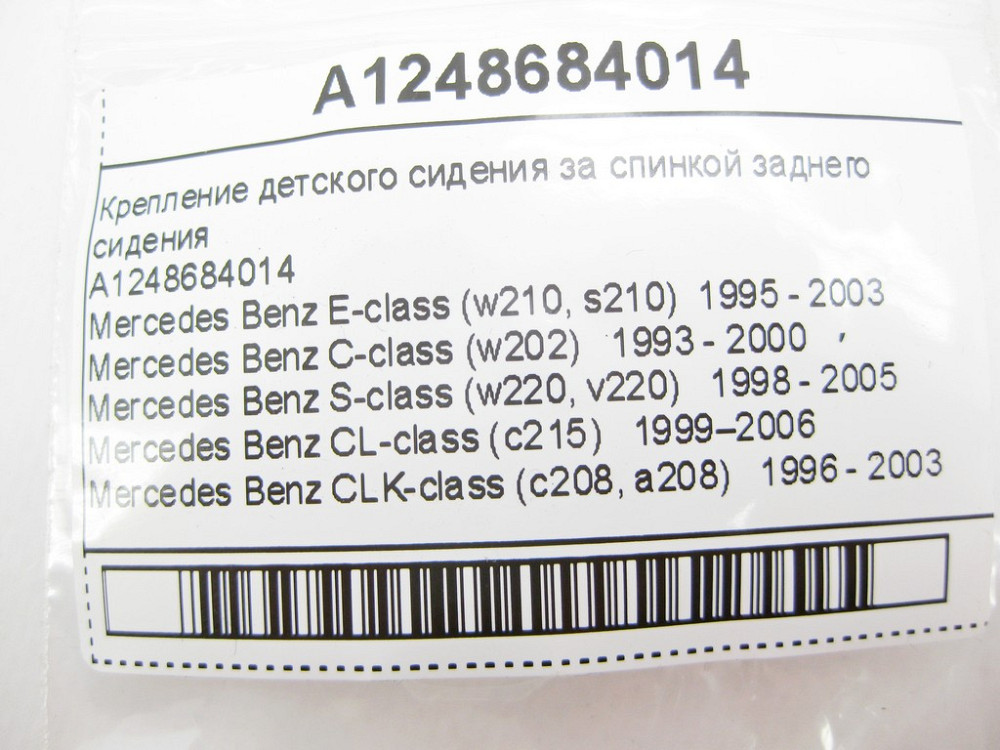 A1248684014
Крепление детского сидения за спинкой заднего
сидения
A1248684014
Mercedes Benz E-class (w210, s210) 1995 - 2003
Mercedes Benz C-class (w202) 1993 - 2000 ,
Mercedes Benz S-class (w220, v220) 1998 - 2005
Mercedes Benz CL-class (c215) 1999–2006
Mercedes Benz CLK-class (c208, a208) 1996 - 2003